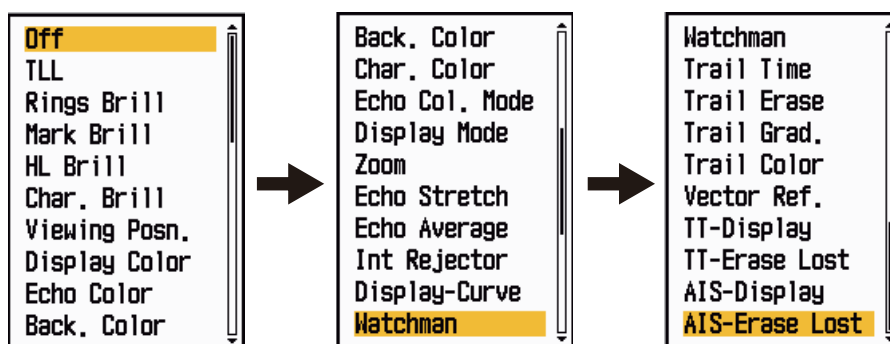 Off
TLL
Rings Brill
Mark Brill
HL Brill
Char. Brill
Viewing Posn.
Display Color
Echo Color
Back. Color
Back. Color
Char. Color
Echo Col. Mode
Display Mode
Zoom
Echo Stretch
Echo Average
Int Rejector
Display-Curve
Watchman
Watchman
Trail Time
Trail Erase
Trail Grad.
Trail Color
Vector Ref.
TT-Display
TT-Erase Lost
AIS-Display
AIS-Erase Lost